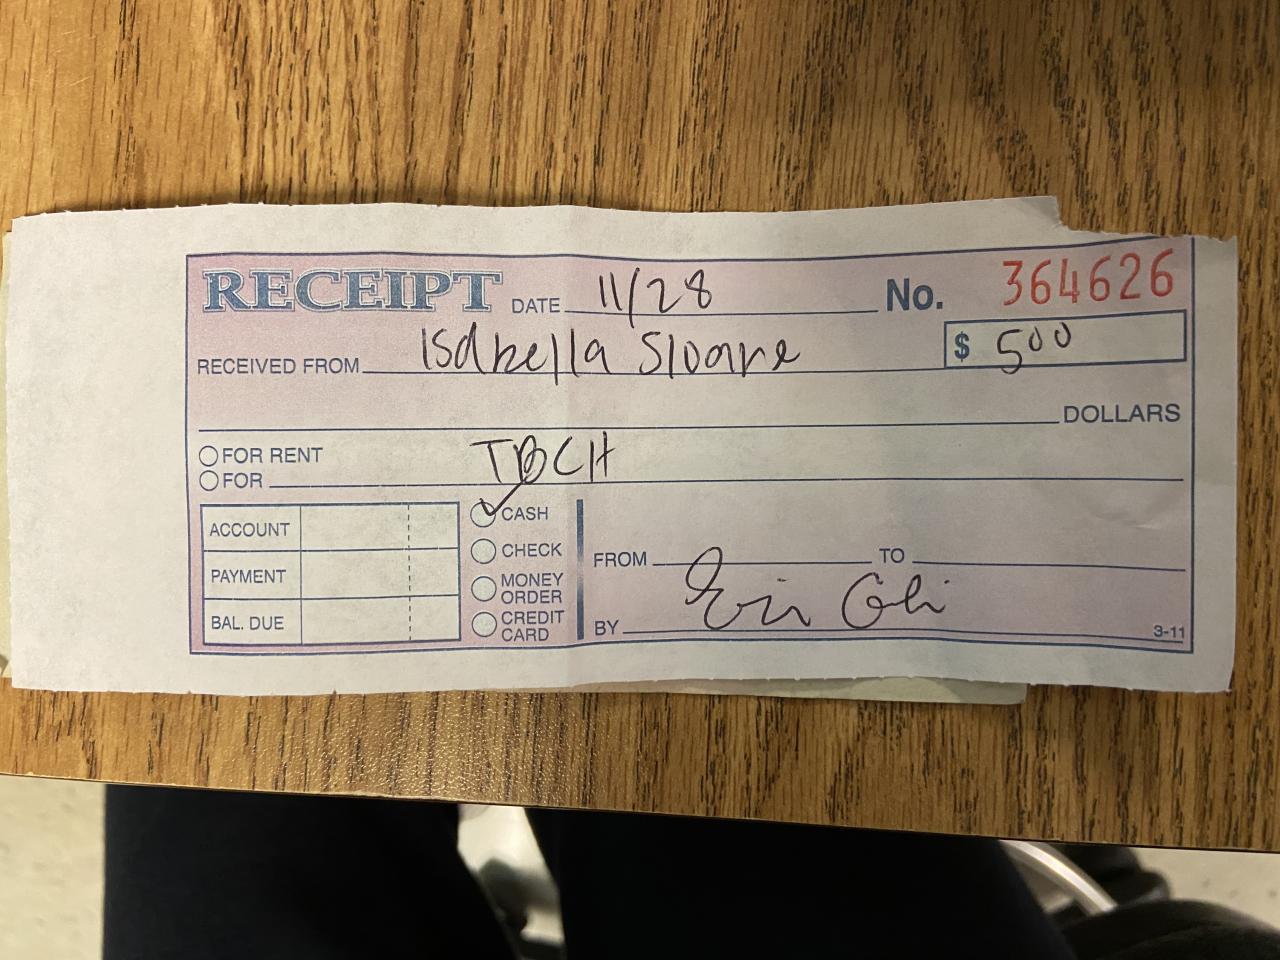 RECEIPT DATE 11/28 No. 364626
RECEIVED FROM Isabella Sloane $ 500
DOLLARS
FOR RENT
FOR TBCH
ACCOUNT
PAYMENT
BAL. DUE
CASH
CHECK
MONEY ORDER
CREDIT CARD
FROM TO
BY
3-11